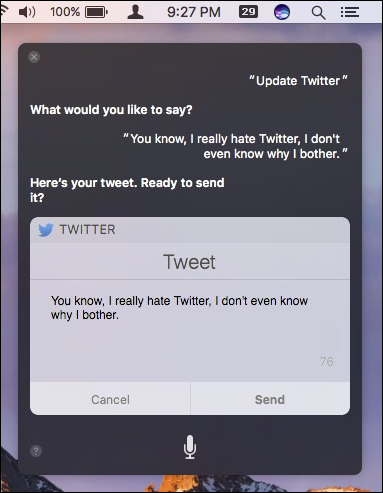 100% 9:27 PM 29
“Update Twitter”
What would you like to say?
“You know, I really hate Twitter, I don't
even know why I bother.”
Here’s your tweet. Ready to send
it?
TWITTER
Tweet
You know, I really hate Twitter, I don’t even know
why I bother.
76
Cancel Send
?